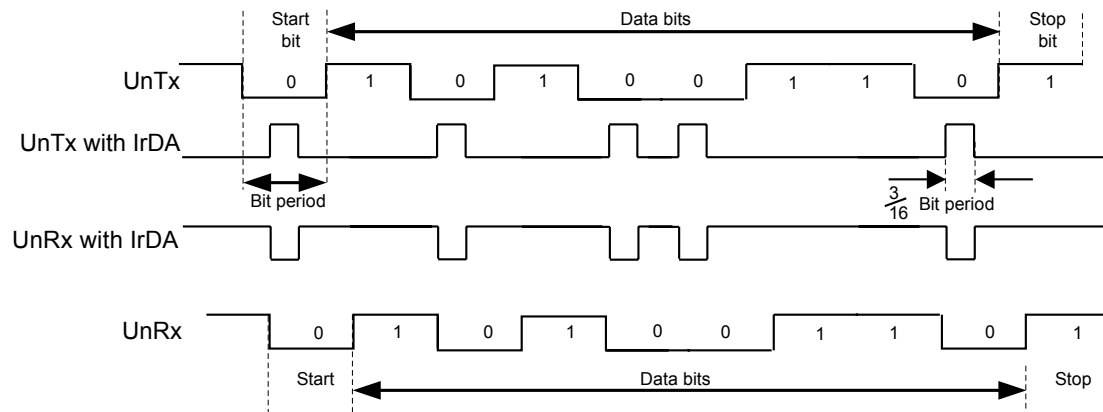 Start
bit
Data bits
Stop
bit
UnTx
0 1 0 1 0 0 1 1 0 1
UnTx with IrDA
Bit period
3/16 Bit period
UnRx with IrDA
UnRx
0 1 0 1 0 0 1 1 0 1
Start
Data bits
Stop